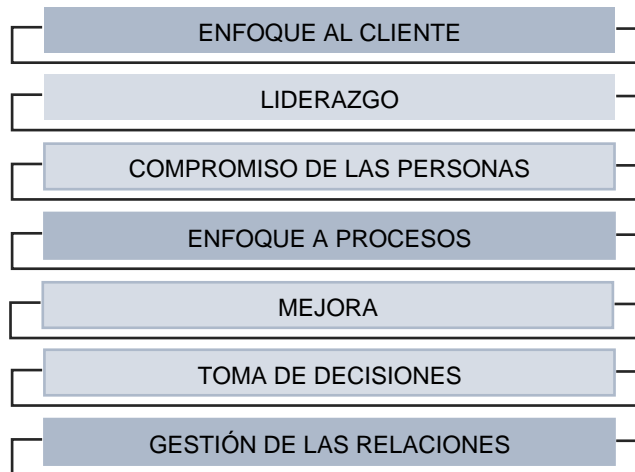 ENFOQUE AL CLIENTE
LIDERAZGO
COMPROMISO DE LAS PERSONAS
ENFOQUE A PROCESOS
MEJORA
TOMA DE DECISIONES
GESTIÓN DE LAS RELACIONES